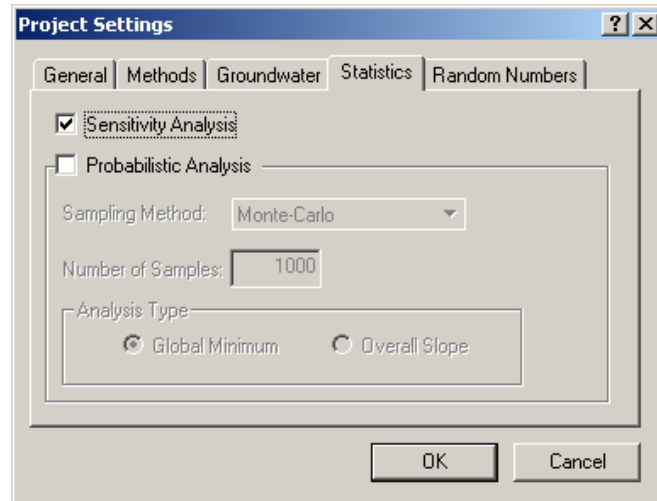 Project Settings
General Methods Groundwater Statistics Random Numbers
Sensitivity Analysis
Probabilistic Analysis
Sampling Method: Monte-Carlo
Number of Samples: 1000
Analysis Type
Global Minimum Overall Slope
OK Cancel